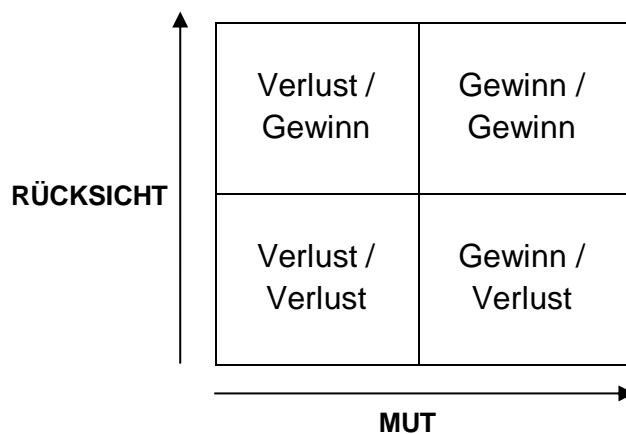 Verlust /
Gewinn
Gewinn /
Gewinn
RÜCKSICHT
Verlust /
Verlust
Gewinn /
Verlust
MUT